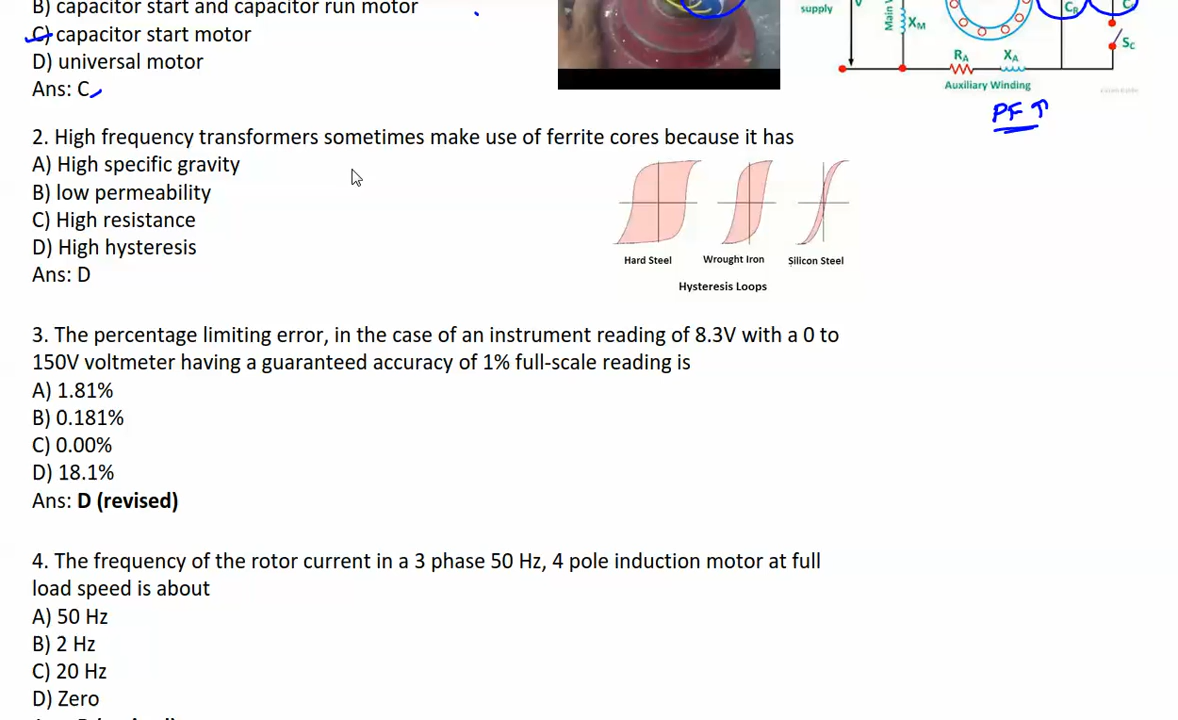 B) capacitor start and capacitor run motor
C) capacitor start motor
D) universal motor
Ans: C
supply
V
Main
XM
CR
RA
XA
SC
Auxiliary Winding
PF ↑
2. High frequency transformers sometimes make use of ferrite cores because it has
A) High specific gravity
B) low permeability
C) High resistance
D) High hysteresis
Ans: D
Hard Steel
Wrought Iron
Silicon Steel
Hysteresis Loops
3. The percentage limiting error, in the case of an instrument reading of 8.3V with a 0 to
150V voltmeter having a guaranteed accuracy of 1% full-scale reading is
A) 1.81%
B) 0.181%
C) 0.00%
D) 18.1%
Ans: D (revised)
4. The frequency of the rotor current in a 3 phase 50 Hz, 4 pole induction motor at full
load speed is about
A) 50 Hz
B) 2 Hz
C) 20 Hz
D) Zero